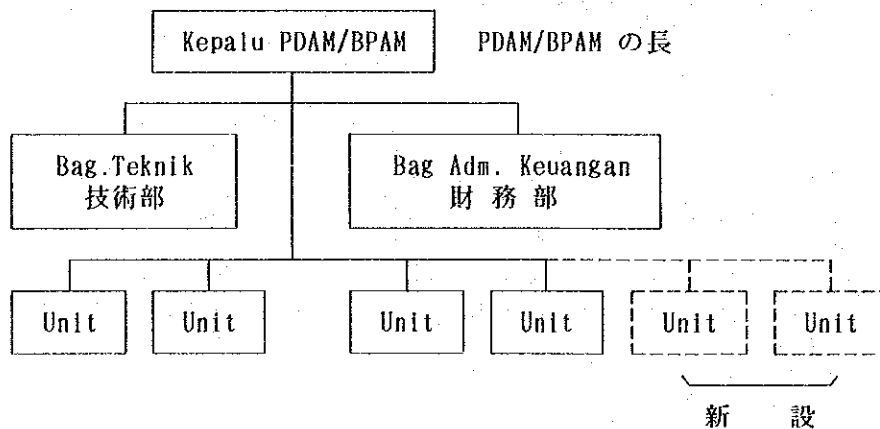 Kepalu PDAM/BPAM
PDAM/BPAM の長
Bag.Teknik
技術部
Bag Adm. Keuangan
財務部
Unit
Unit
Unit
Unit
Unit
Unit
新設